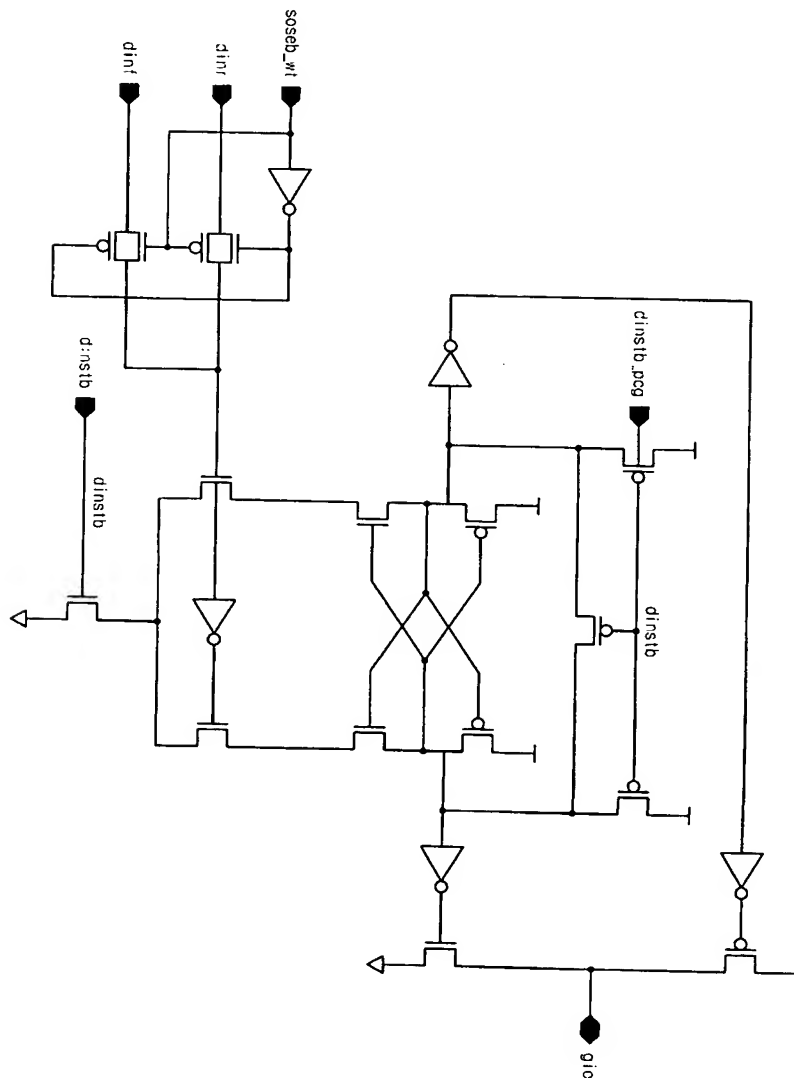 soseb_wt
dinr
dinf
dinstb_pcg
d:nstb
dinstb
dinstb
gio